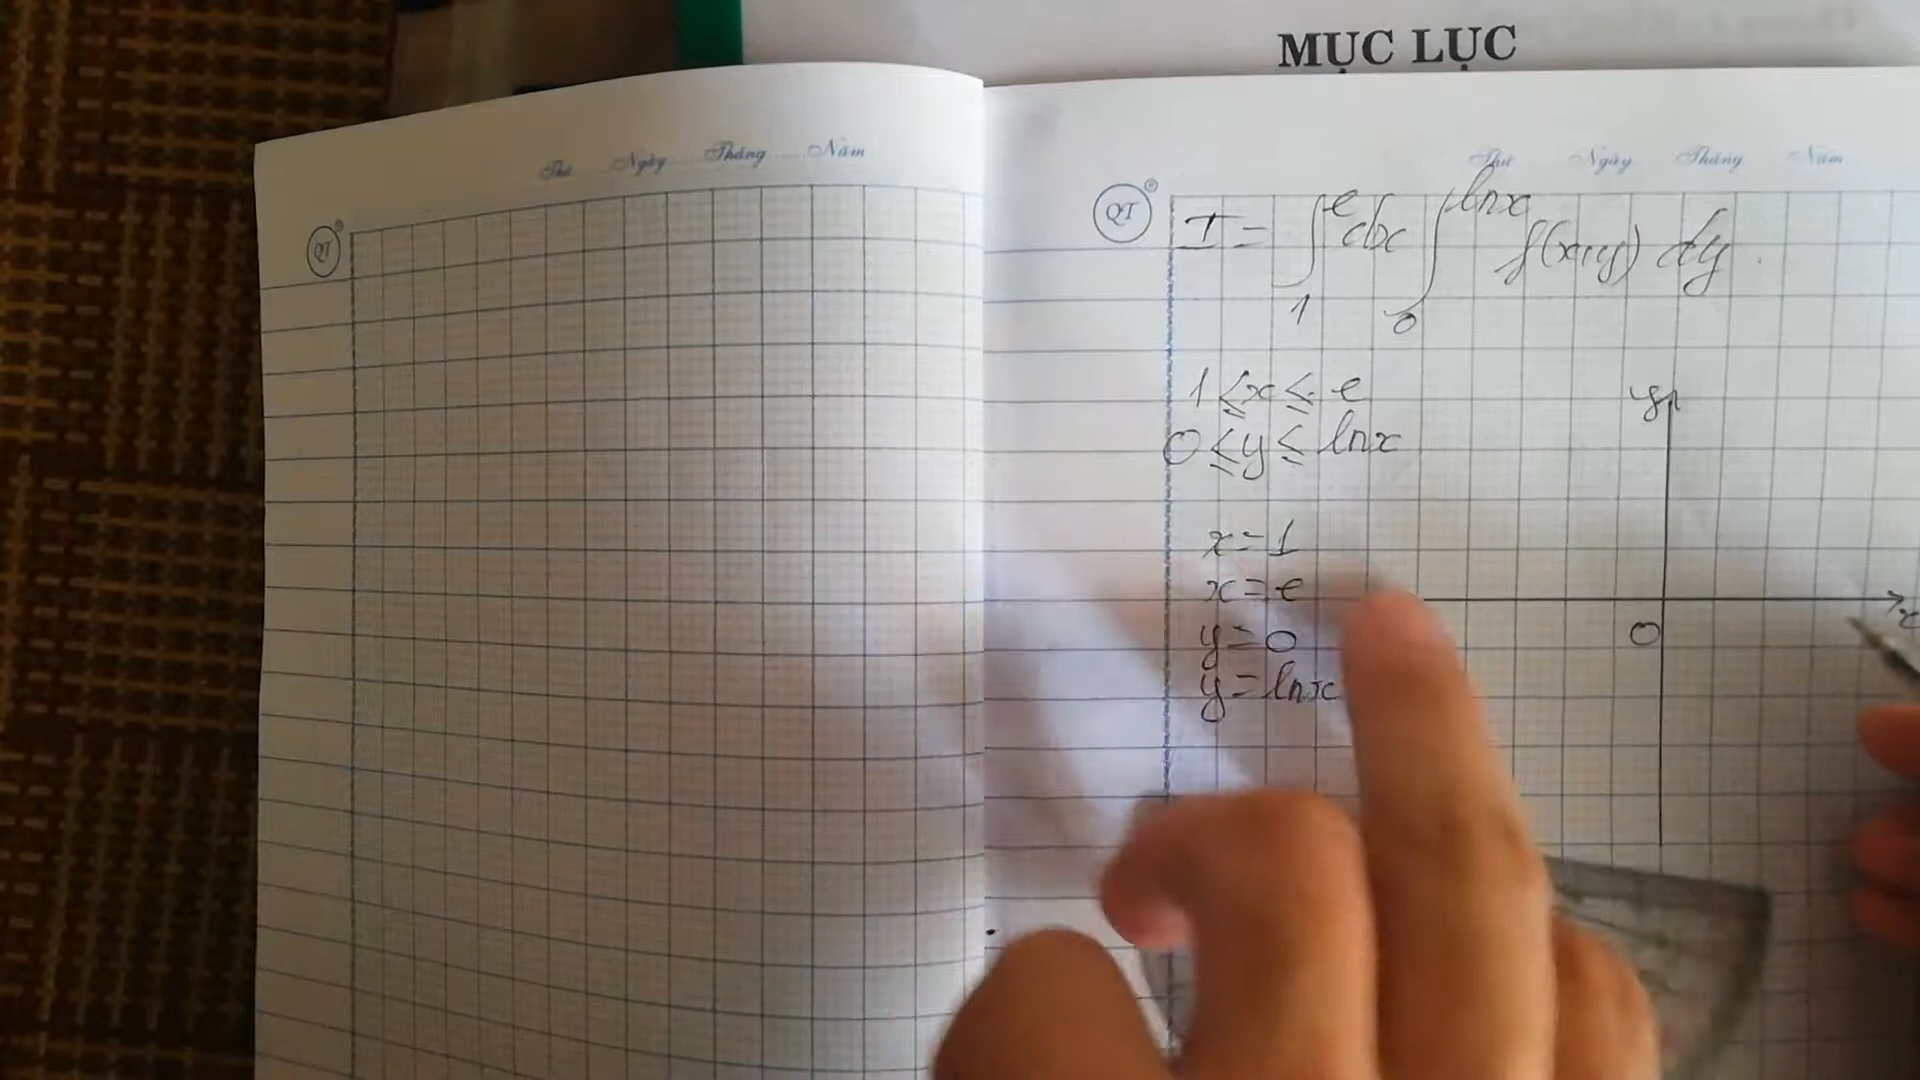 MỤC LỤC
Thứ Ngày Tháng Năm
QT
Thứ Ngày Tháng Năm
QT
I = ∫₁ᵉ dx ∫₀^{lnx} f(x,y) dy.
1 ≤ x ≤ e
0 ≤ y ≤ lnx
x = 1
x = e
y = 0
y = lnx
y
O
x